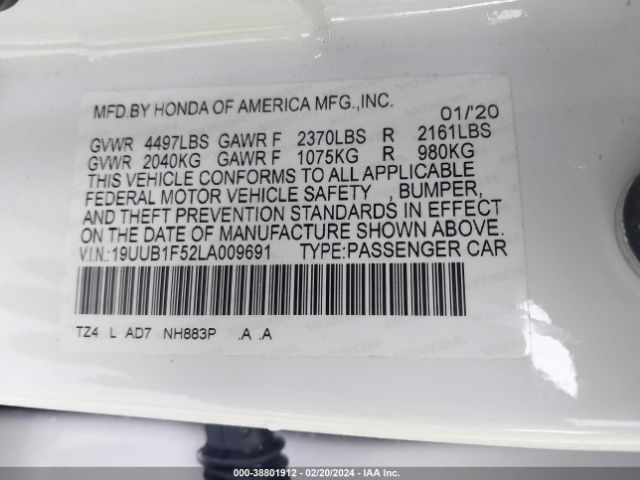 MFD.BY HONDA OF AMERICA MFG.,INC. 01/'20
GVWR 4497LBS GAWR F 2370LBS R 2161LBS
GVWR 2040KG GAWR F 1075KG R 980KG
THIS VEHICLE CONFORMS TO ALL APPLICABLE
FEDERAL MOTOR VEHICLE SAFETY , BUMPER,
AND THEFT PREVENTION STANDARDS IN EFFECT
ON THE DATE OF MANUFACTURE SHOWN ABOVE.
V.I.N.:19UUB1F52LA009691 TYPE:PASSENGER CAR
TZ4 L AD7 NH883P .A .A
000-38801912 - 02/20/2024 - IAA Inc.